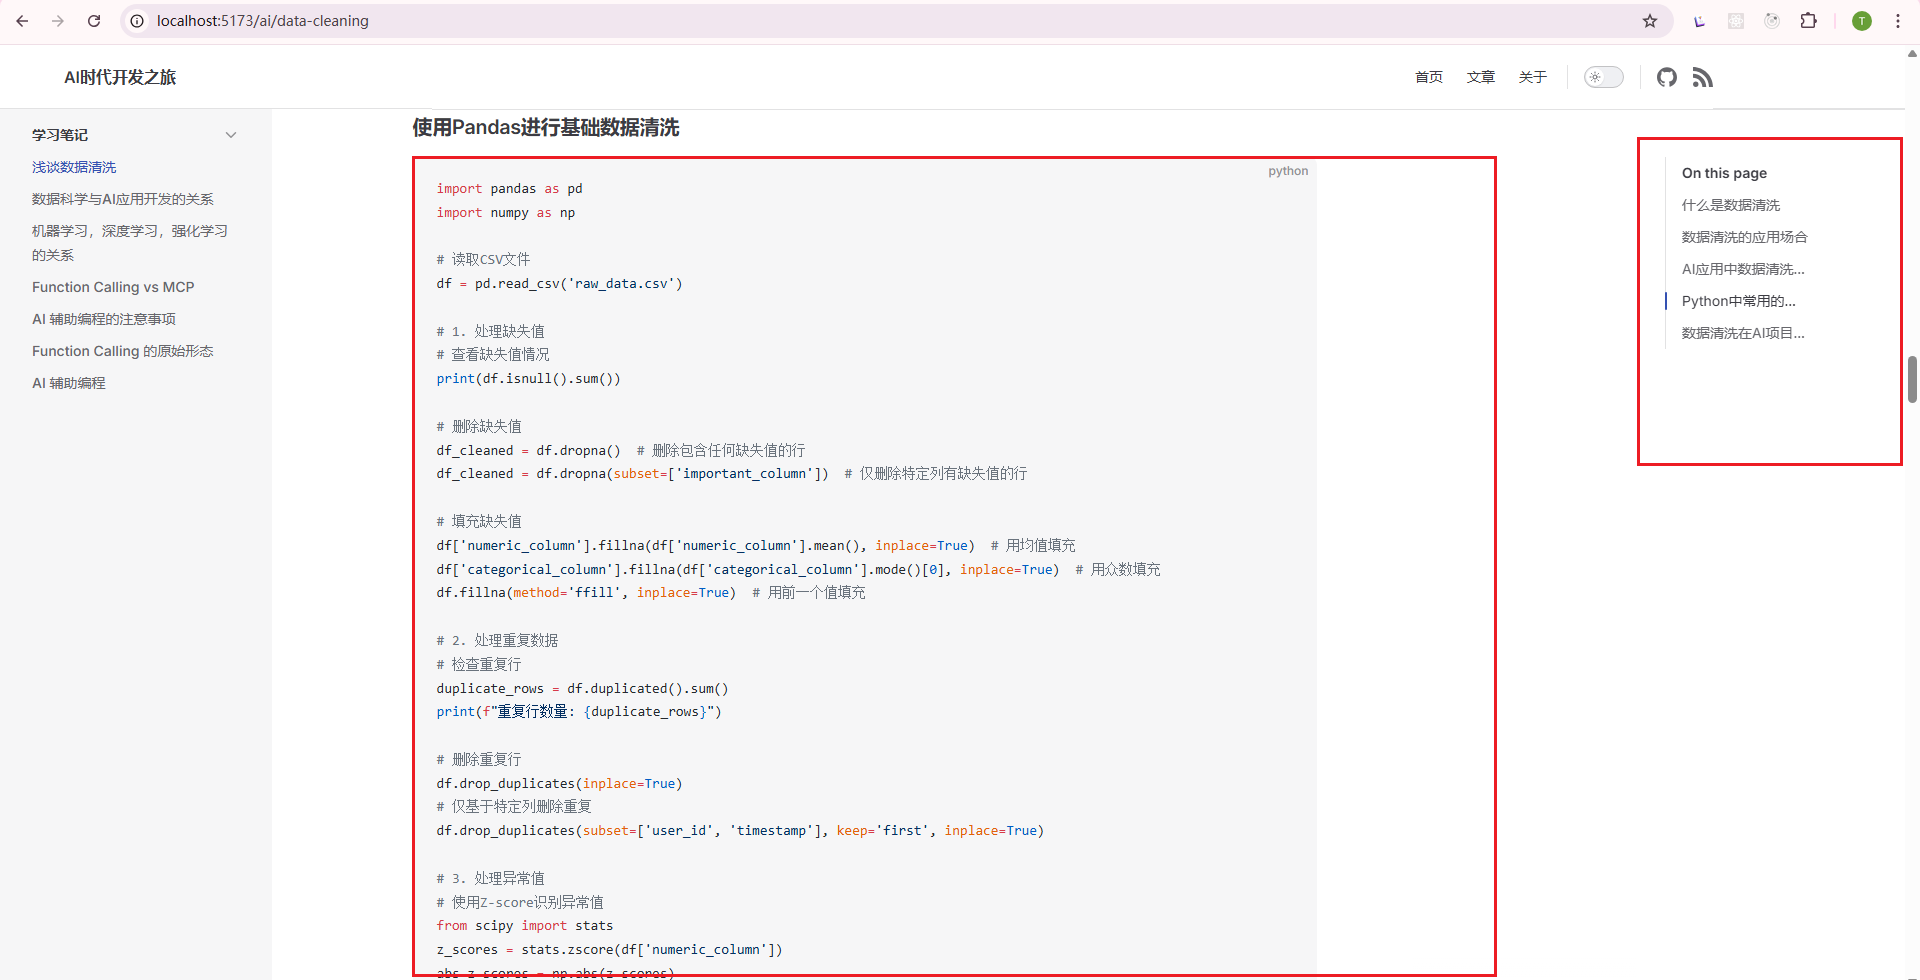 localhost:5173/ai/data-cleaning
T
AI时代开发之旅
首页
文章
关于
学习笔记
浅谈数据清洗
数据科学与AI应用开发的关系
机器学习，深度学习，强化学习
的关系
Function Calling vs MCP
AI 辅助编程的注意事项
Function Calling 的原始形态
AI 辅助编程
使用Pandas进行基础数据清洗
python
import pandas as pd
import numpy as np
# 读取CSV文件
df = pd.read_csv('raw_data.csv')
# 1. 处理缺失值
# 查看缺失值情况
print(df.isnull().sum())
# 删除缺失值
df_cleaned = df.dropna()  # 删除包含任何缺失值的行
df_cleaned = df.dropna(subset=['important_column'])  # 仅删除特定列有缺失值的行
# 填充缺失值
df['numeric_column'].fillna(df['numeric_column'].mean(), inplace=True)  # 用均值填充
df['categorical_column'].fillna(df['categorical_column'].mode()[0], inplace=True)  # 用众数填充
df.fillna(method='ffill', inplace=True)  # 用前一个值填充
# 2. 处理重复数据
# 检查重复行
duplicate_rows = df.duplicated().sum()
print(f"重复行数量: {duplicate_rows}")
# 删除重复行
df.drop_duplicates(inplace=True)
# 仅基于特定列删除重复
df.drop_duplicates(subset=['user_id', 'timestamp'], keep='first', inplace=True)
# 3. 处理异常值
# 使用Z-score识别异常值
from scipy import stats
z_scores = stats.zscore(df['numeric_column'])
abs_z_scores = np.abs(z_scores)
On this page
什么是数据清洗
数据清洗的应用场合
AI应用中数据清洗...
Python中常用的...
数据清洗在AI项目...